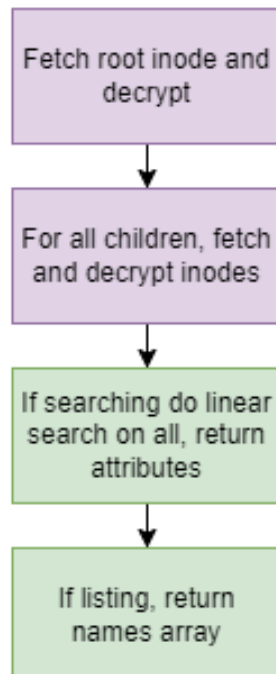 Fetch root inode and
decrypt
For all children, fetch
and decrypt inodes
If searching do linear
search on all, return
attributes
If listing, return
names array